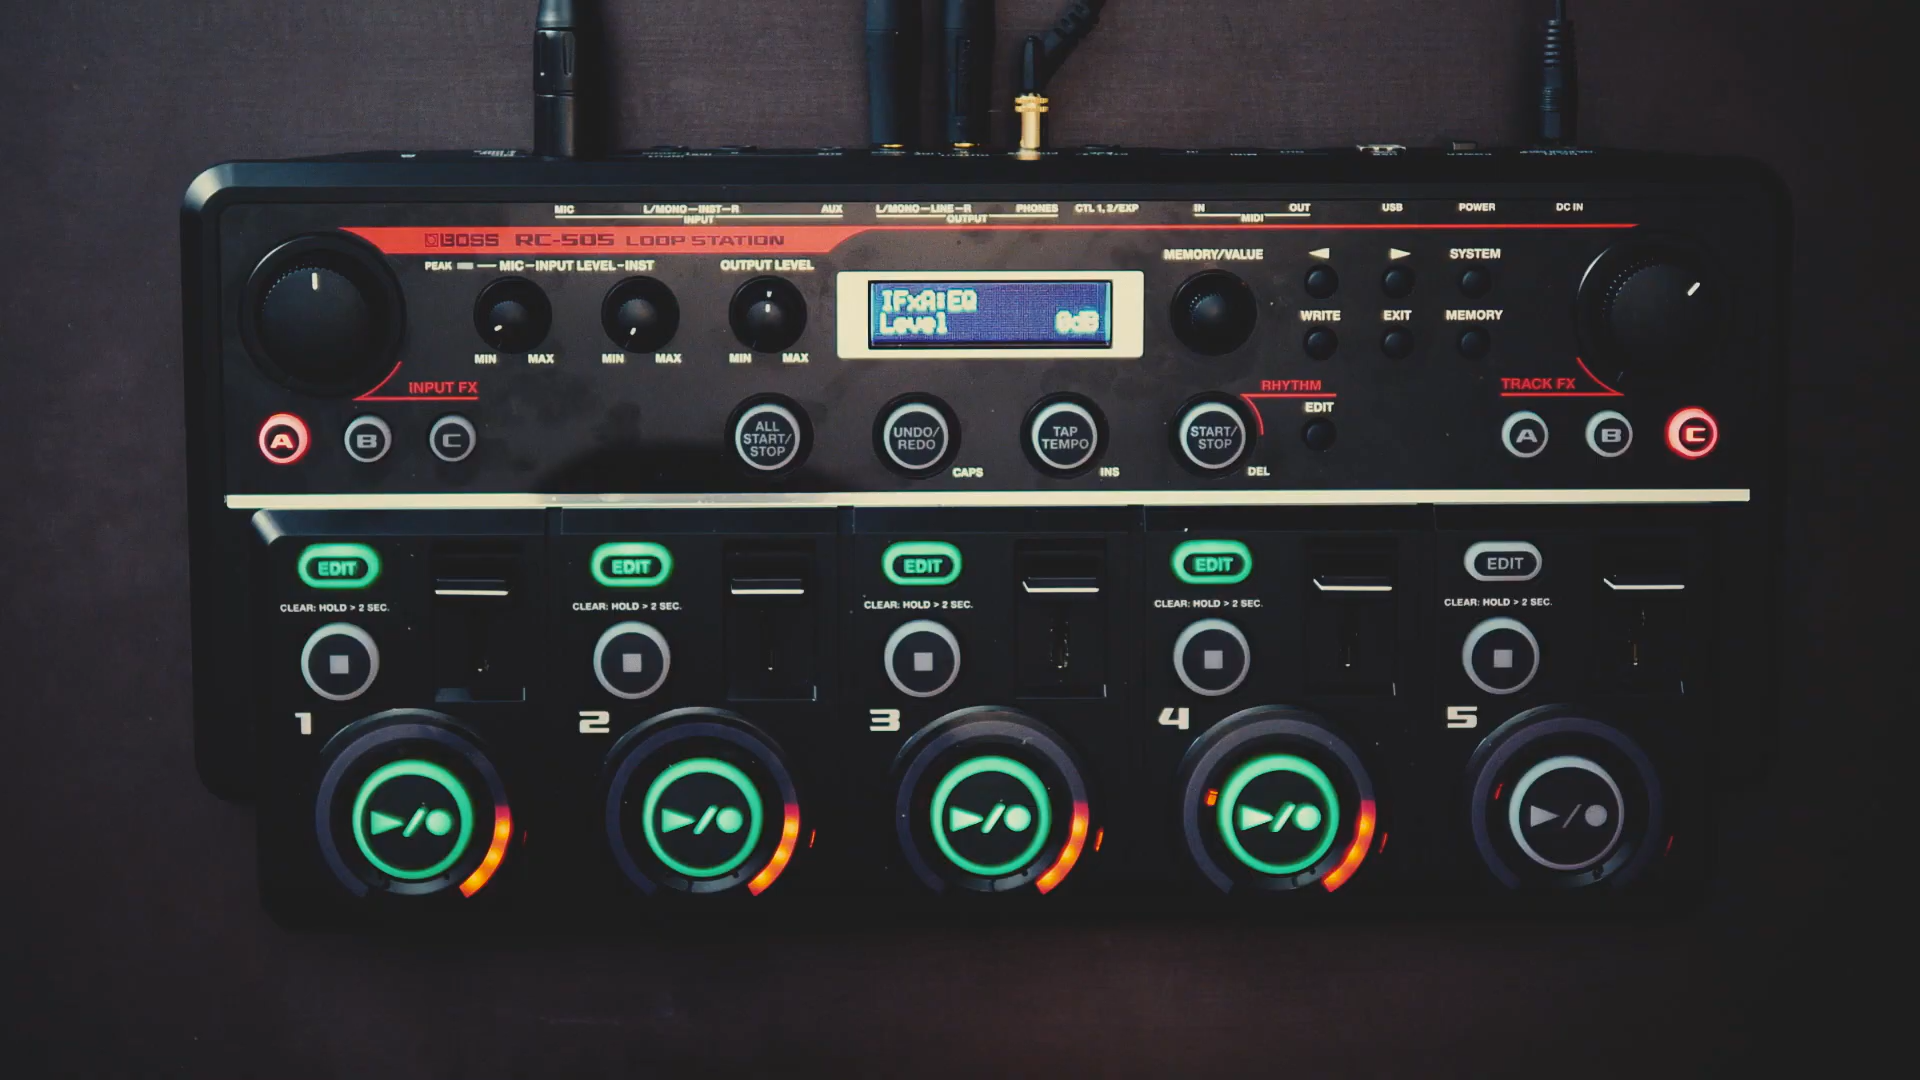 MIC L/MONO—INST—R AUX L/MONO—LINE—R PHONES CTL 1, 2/EXP IN OUT USB POWER DC IN
INPUT OUTPUT MIDI
BOSS RC-505 LOOP STATION
PEAK MIC—INPUT LEVEL—INST OUTPUT LEVEL MEMORY/VALUE ◀ ▶ SYSTEM
IFxA:EQ
Level 0dB
WRITE EXIT MEMORY
MIN MAX MIN MAX MIN MAX
INPUT FX RHYTHM TRACK FX
EDIT
A B C
ALL START/STOP
UNDO/REDO
TAP TEMPO
START/STOP
A B C
CAPS INS DEL
EDIT EDIT EDIT EDIT EDIT
CLEAR: HOLD > 2 SEC. CLEAR: HOLD > 2 SEC. CLEAR: HOLD > 2 SEC. CLEAR: HOLD > 2 SEC. CLEAR: HOLD > 2 SEC.
1 2 3 4 5